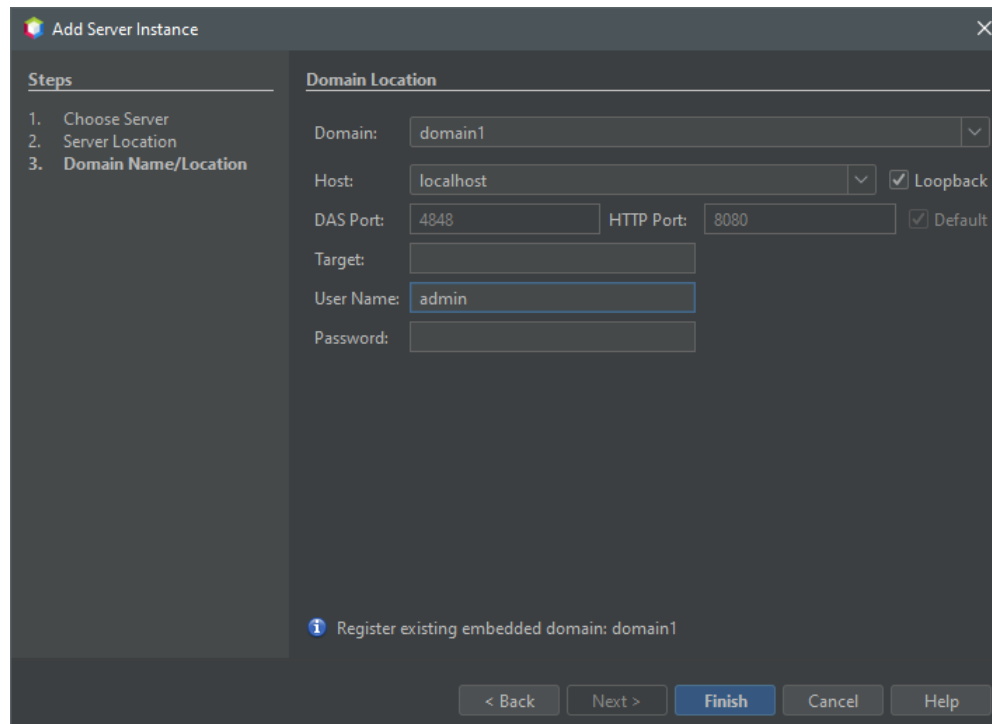 Add Server Instance
Steps
1. Choose Server
2. Server Location
3. Domain Name/Location
Domain Location
Domain: domain1
Host: localhost Loopback
DAS Port: 4848 HTTP Port: 8080 Default
Target:
User Name: admin
Password:
Register existing embedded domain: domain1
< Back Next > Finish Cancel Help